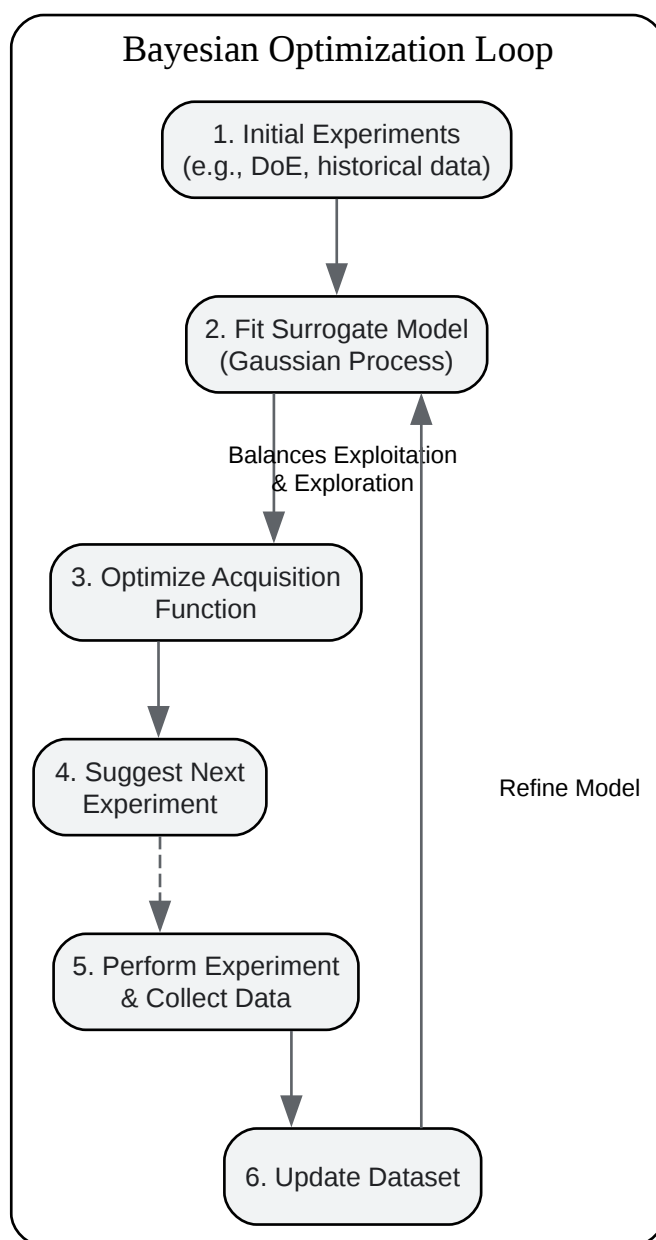 Bayesian Optimization Loop
1. Initial Experiments
(e.g., DoE, historical data)
2. Fit Surrogate Model
(Gaussian Process)
Balances Exploitation
& Exploration
3. Optimize Acquisition
Function
4. Suggest Next
Experiment
Refine Model
5. Perform Experiment
& Collect Data
6. Update Dataset